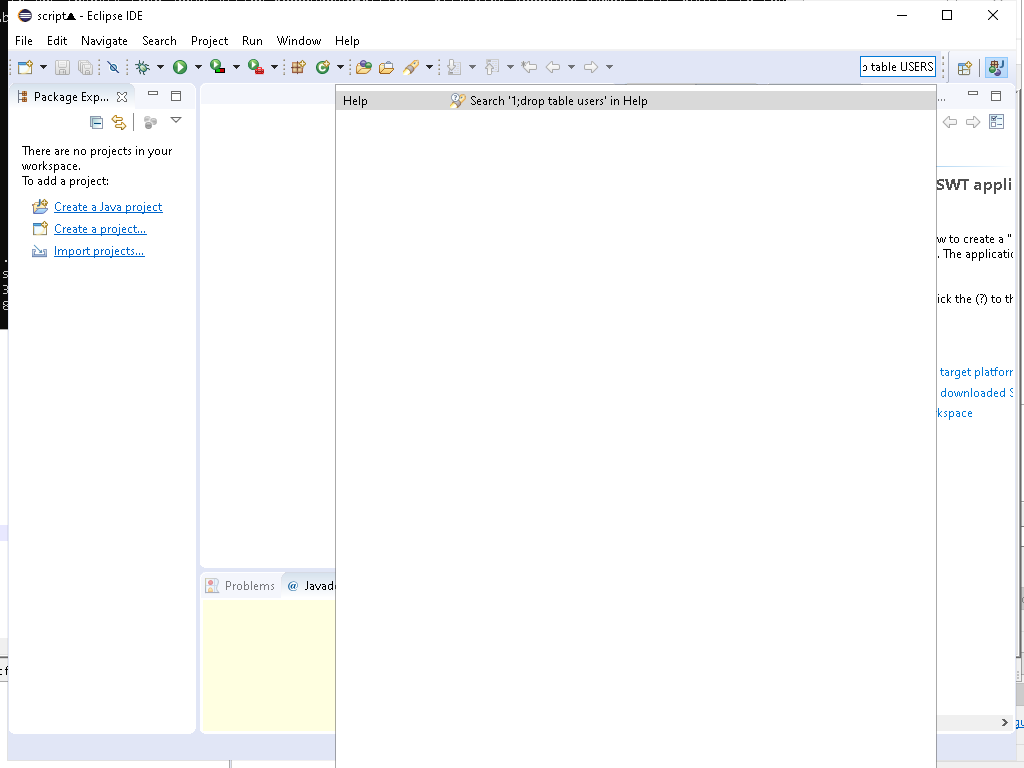 script▲ - Eclipse IDE
File Edit Navigate Search Project Run Window Help
o table USERS
Package Exp...
Help Search '1;drop table users' in Help
There are no projects in your
workspace.
To add a project:
Create a Java project
Create a project...
Import projects...
SWT appli
w to create a "
. The applicatio
ick the (?) to th
target platforr
downloaded S
kspace
Problems @ Javad